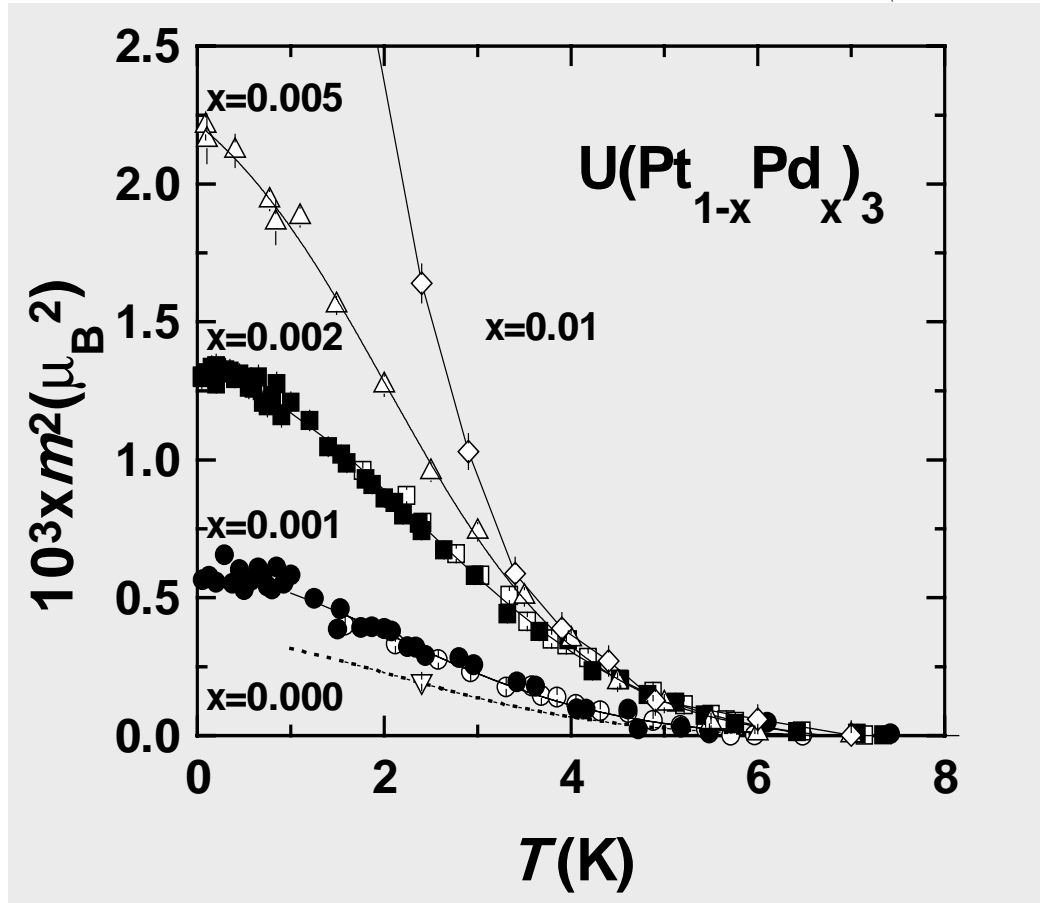 2.5
2.0
1.5
1.0
0.5
0.0
0
2
4
6
8
10³xm²(μB²)
T(K)
U(Pt1-xPdx)3
x=0.005
x=0.01
x=0.002
x=0.001
x=0.000